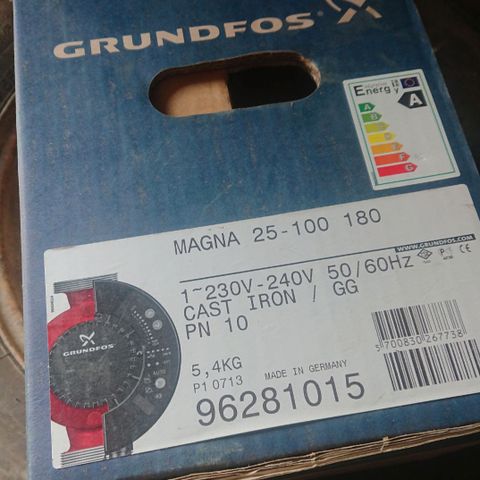 GRUNDFOS
Energy
A
A
B
MAGNA 25-100 180
WWW.GRUNDFOS.COM
1~230V-240V 50/60Hz
CAST IRON / GG
PN 10
GRUNDFOS
AUTO
5,4KG
P1 0713 MADE IN GERMANY
96281015
5 700830 267738